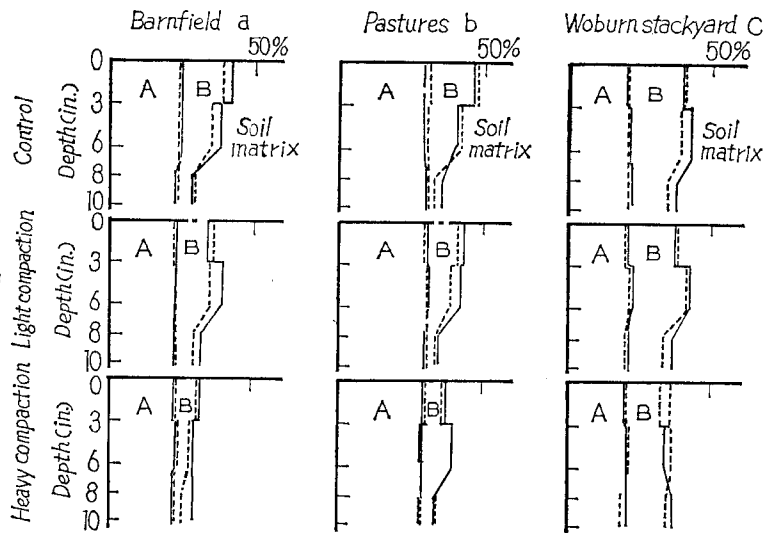 Barnfield a
Pastures b
Woburn stackyard C
50%
50%
50%
Control
Depth (in.)
0
3
6
8
10
A
B
Soil matrix
A
B
Soil matrix
A
B
Soil matrix
Light compaction
Depth (in.)
0
3
6
8
10
A
B
A
B
A
B
Heavy compaction
Depth (in.)
0
3
6
8
10
A
B
A
B
A
B